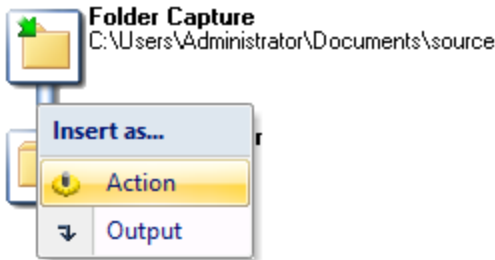 Folder Capture
C:\Users\Administrator\Documents\source
Insert as...
Action
Output